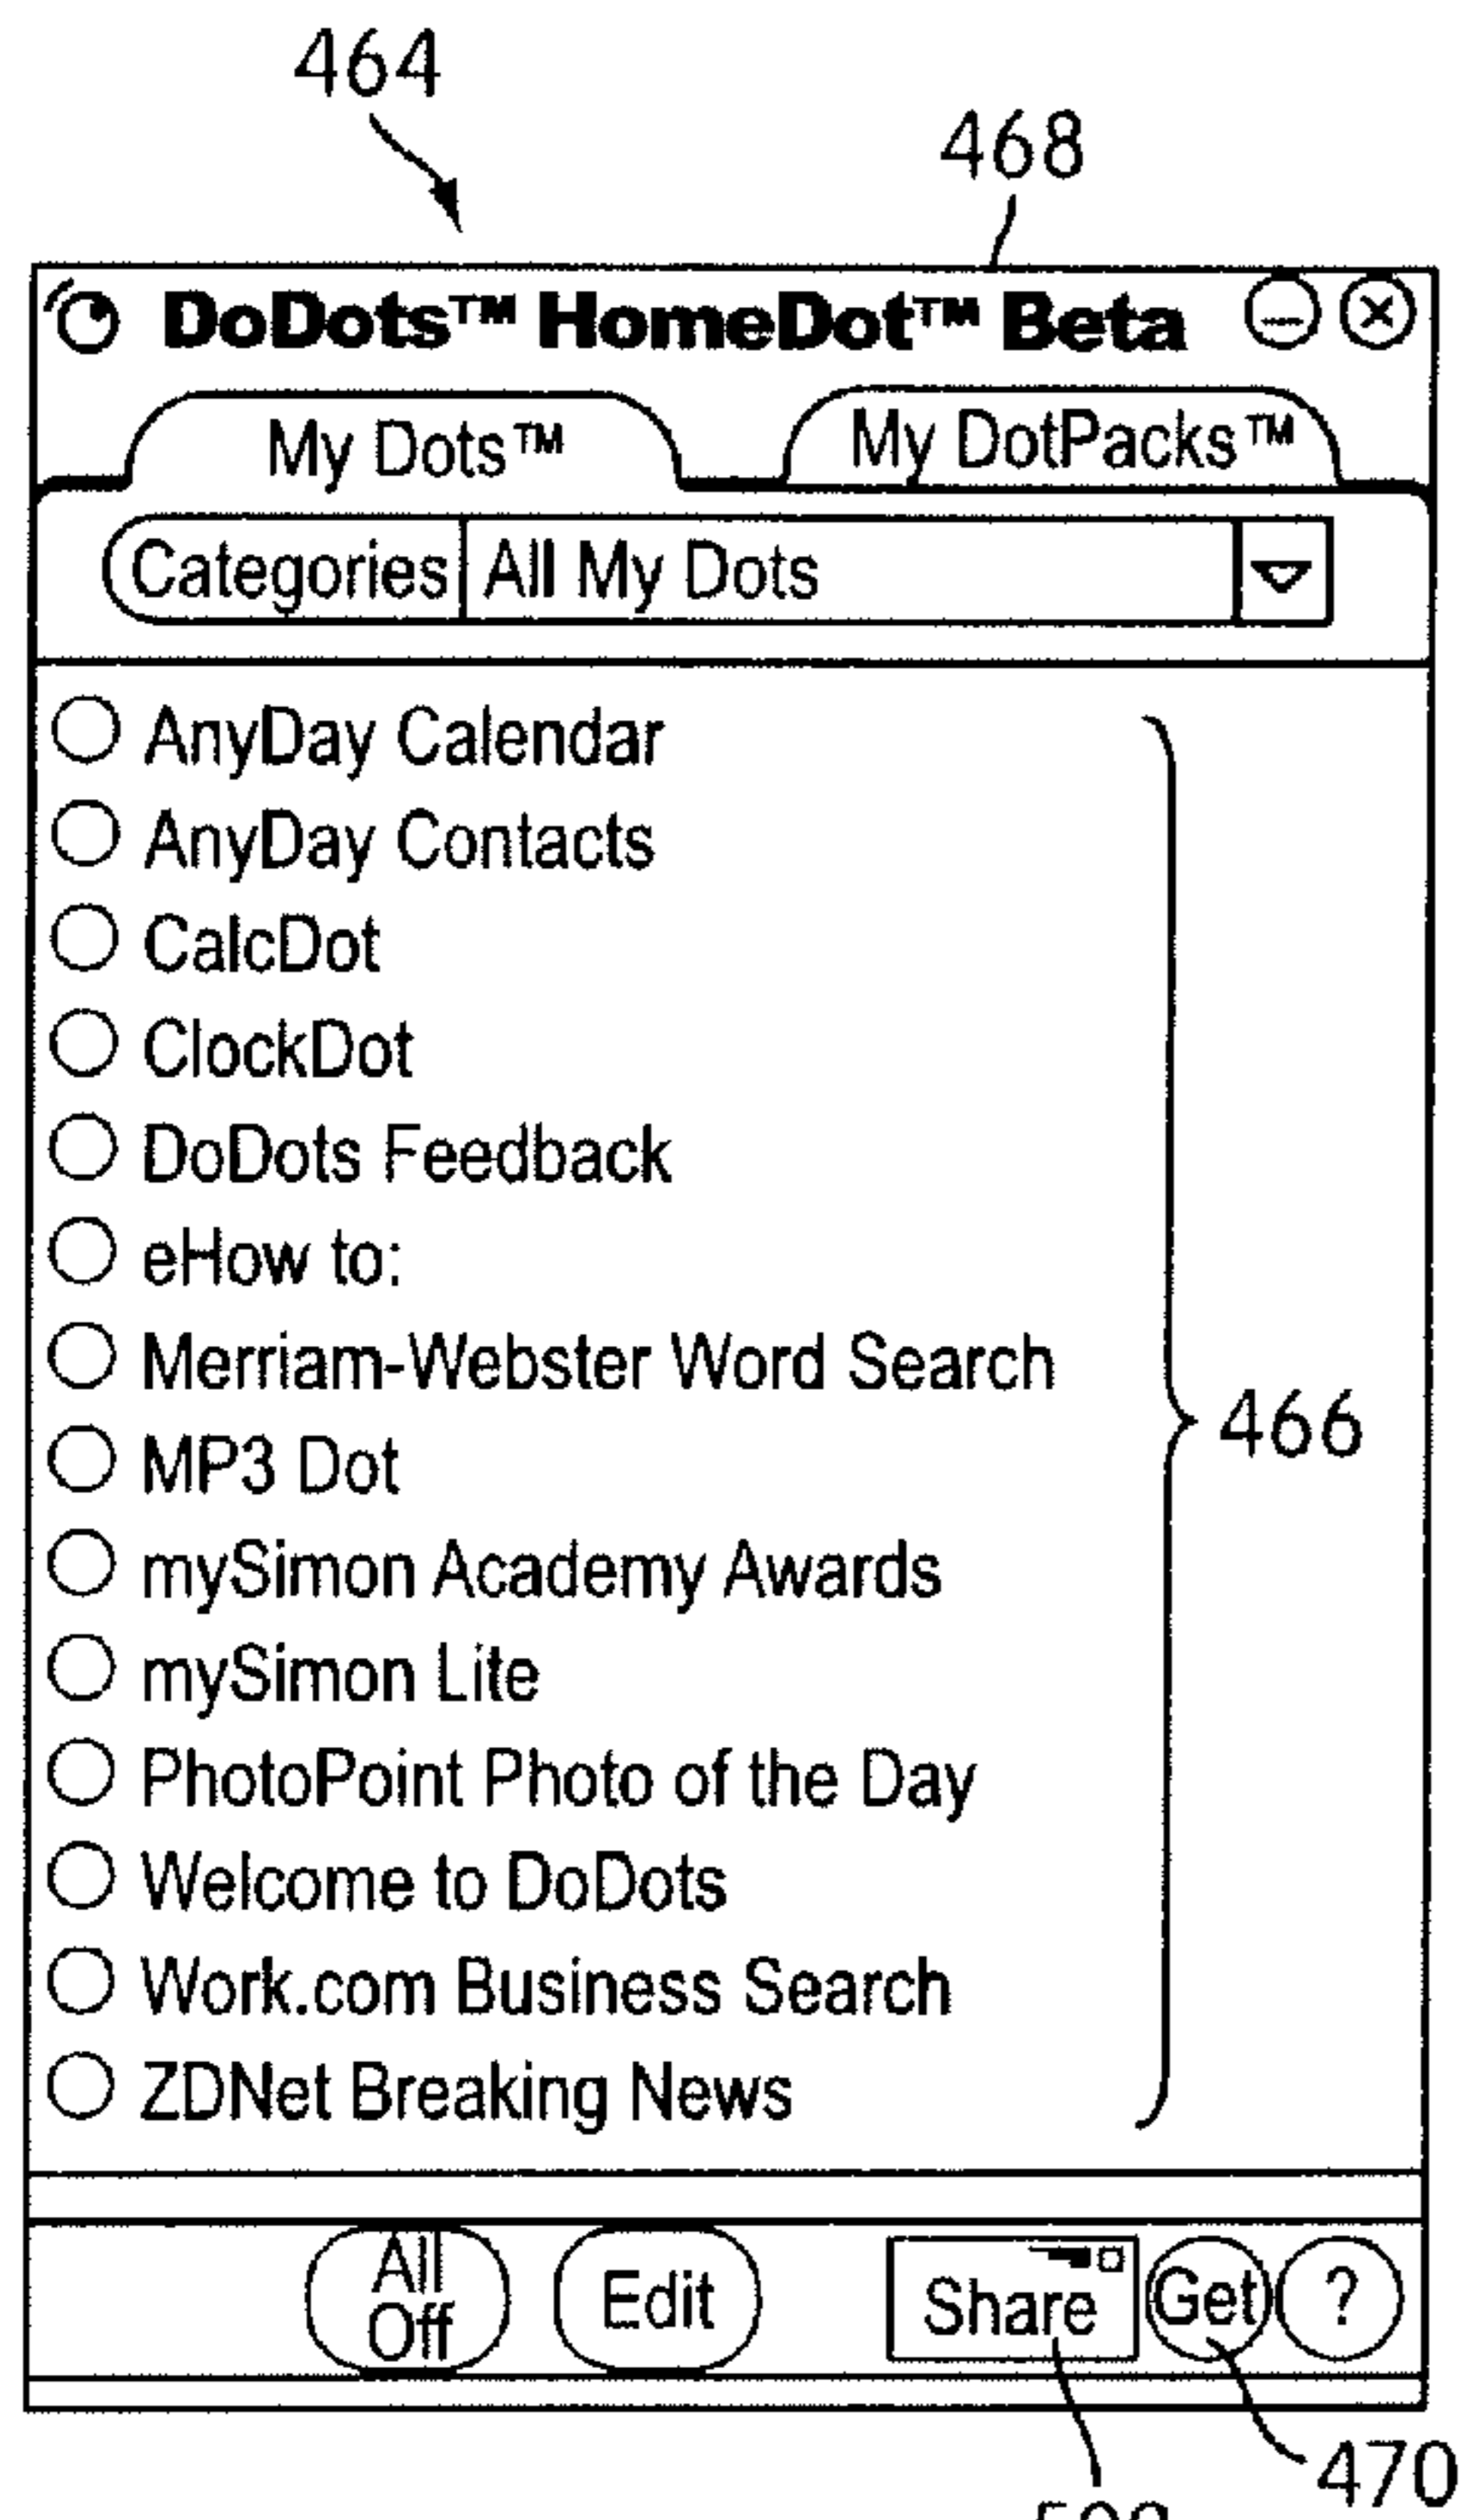 464
468
DoDots™ HomeDot™ Beta
My Dots™
My DotPacks™
Categories All My Dots
AnyDay Calendar
AnyDay Contacts
CalcDot
ClockDot
DoDots Feedback
eHow to:
Merriam-Webster Word Search
466
MP3 Dot
mySimon Academy Awards
mySimon Lite
PhotoPoint Photo of the Day
Welcome to DoDots
Work.com Business Search
ZDNet Breaking News
All
Off
Edit
Share
Get
?
470